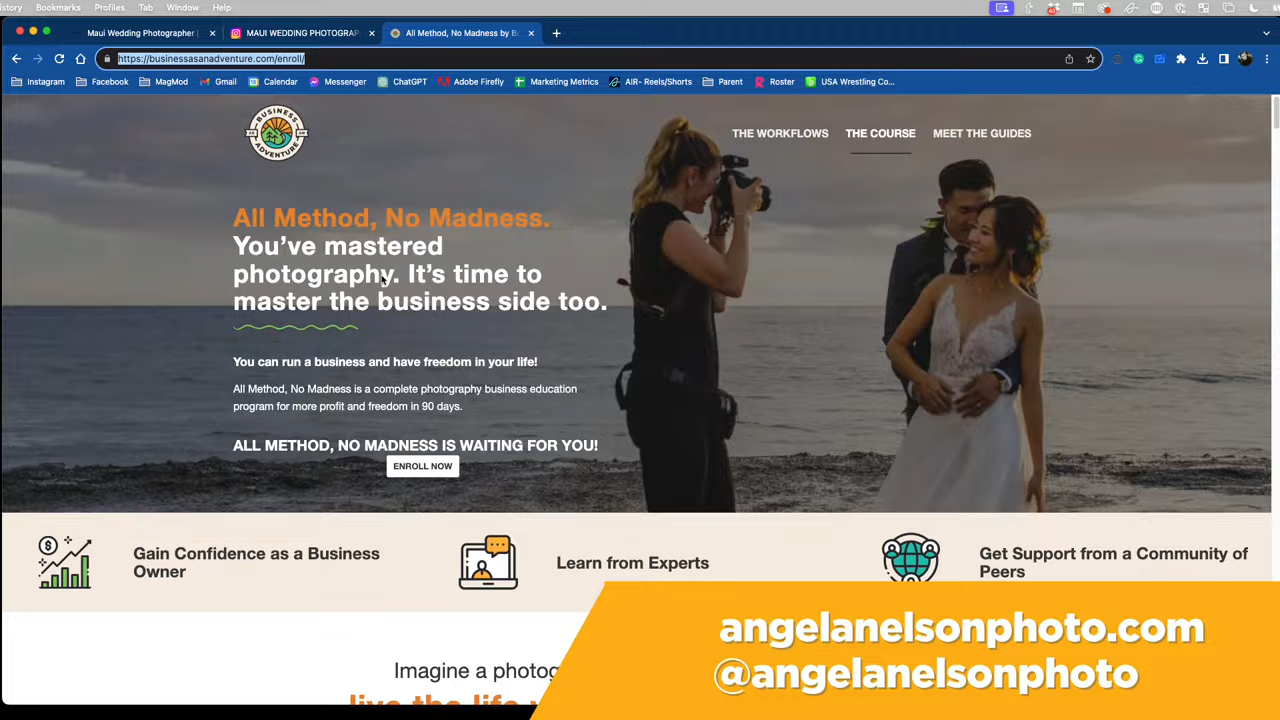 istory Bookmarks Profiles Tab Window Help
Maui Wedding Photographer |
MAUI WEDDING PHOTOGRAP
All Method, No Madness by B
https://businessasanadventure.com/enroll/
Instagram Facebook MagMod Gmail Calendar Messenger ChatGPT Adobe Firefly Marketing Metrics AIR- Reels/Shorts Parent Roster USA Wrestling Co...
BUSINESS
ADVENTURE
THE WORKFLOWS THE COURSE MEET THE GUIDES
All Method, No Madness.
You've mastered
photography. It's time to
master the business side too.
You can run a business and have freedom in your life!
All Method, No Madness is a complete photography business education
program for more profit and freedom in 90 days.
ALL METHOD, NO MADNESS IS WAITING FOR YOU!
ENROLL NOW
Gain Confidence as a Business
Owner
Learn from Experts
Get Support from a Community of
Peers
Imagine a photog
live the life
angelanelsonphoto.com
@angelanelsonphoto